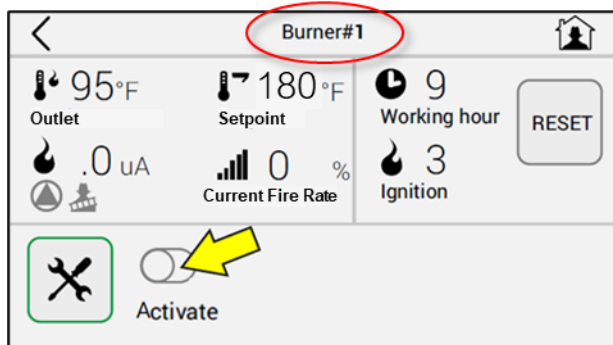 Burner#1
95°F
Outlet
180°F
Setpoint
9
Working hour
RESET
.0 uA
0 %
Current Fire Rate
3
Ignition
Activate